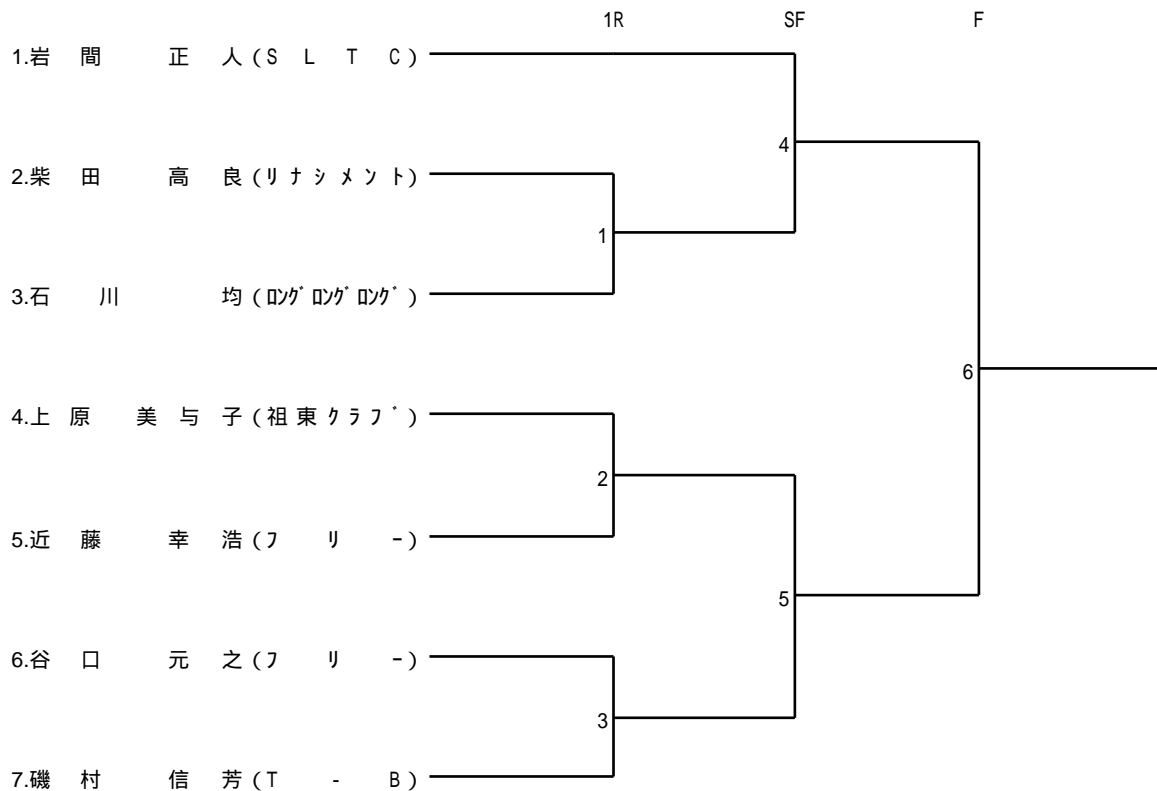 1R SF F
1.岩間 正人(SLTC)
4
2.柴田 高良(リナシメント)
1
3.石川 均(ロングロングロング)
6
4.上原 美与子(祖東クラブ)
2
5.近藤 幸浩(フリー)
5
6.谷口 元之(フリー)
3
7.磯村 信芳(T-B)